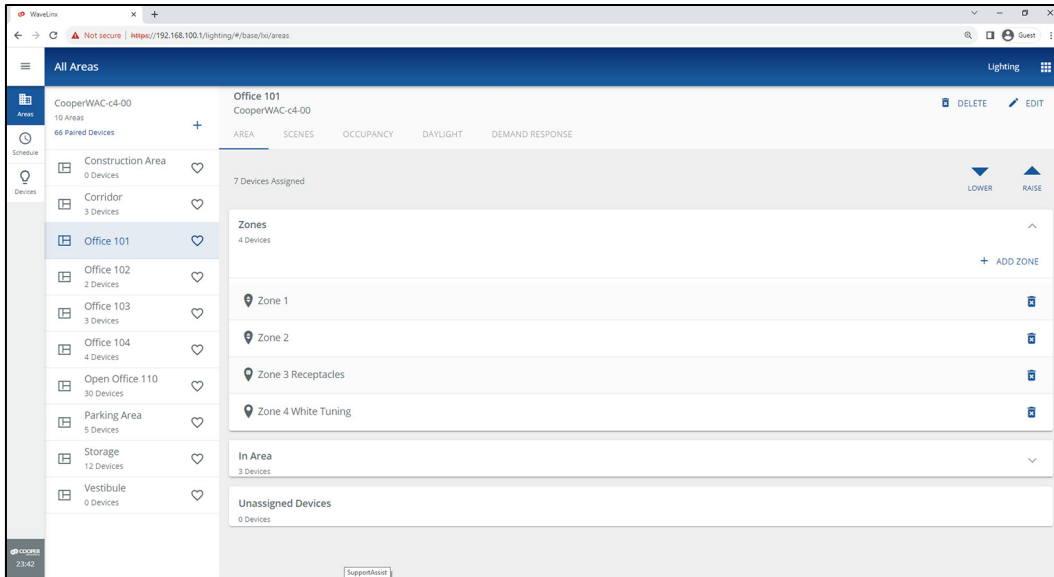 WaveLinx
Not secure | https://192.168.100.1/lighting/#/base/lxi/areas
Guest
All Areas
Lighting
Areas
Schedule
Devices
CooperWAC-c4-00
10 Areas
66 Paired Devices
Construction Area
0 Devices
Corridor
3 Devices
Office 101
Office 102
2 Devices
Office 103
3 Devices
Office 104
4 Devices
Open Office 110
30 Devices
Parking Area
5 Devices
Storage
12 Devices
Vestibule
0 Devices
Office 101
CooperWAC-c4-00
DELETE EDIT
AREA SCENES OCCUPANCY DAYLIGHT DEMAND RESPONSE
7 Devices Assigned
LOWER RAISE
Zones
4 Devices
+ ADD ZONE
Zone 1
Zone 2
Zone 3 Receptacles
Zone 4 White Tuning
In Area
3 Devices
Unassigned Devices
0 Devices
COOPER
23:42
SupportAssist